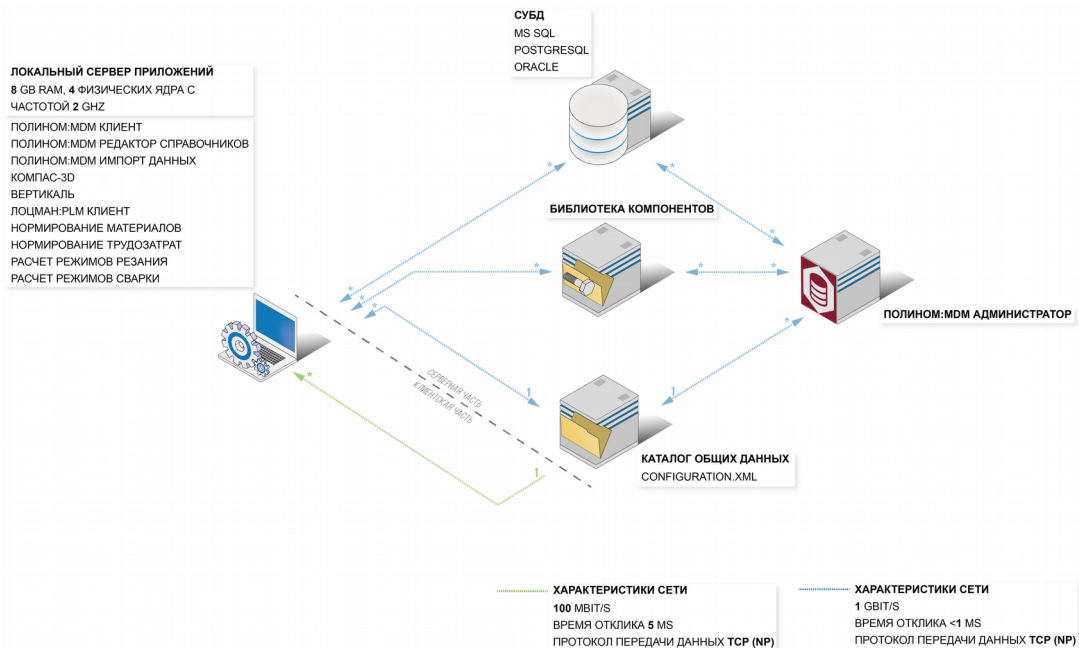 СУБД
MS SQL
POSTGRESQL
ORACLE
ЛОКАЛЬНЫЙ СЕРВЕР ПРИЛОЖЕНИЙ
8 GB RAM, 4 ФИЗИЧЕСКИХ ЯДРА С
ЧАСТОТОЙ 2 GHZ
ПОЛИНОМ:MDM КЛИЕНТ
ПОЛИНОМ:MDM РЕДАКТОР СПРАВОЧНИКОВ
ПОЛИНОМ:MDM ИМПОРТ ДАННЫХ
КОМПАС-3D
ВЕРТИКАЛЬ
ЛОЦМАН:PLM КЛИЕНТ
НОРМИРОВАНИЕ МАТЕРИАЛОВ
НОРМИРОВАНИЕ ТРУДОЗАТРАТ
РАСЧЕТ РЕЖИМОВ РЕЗАНИЯ
РАСЧЕТ РЕЖИМОВ СВАРКИ
* *
*
БИБЛИОТЕКА КОМПОНЕНТОВ
* * * *
* *
*
*
ПОЛИНОМ:MDM АДМИНИСТРАТОР
СЕРВЕРНАЯ ЧАСТЬ
КЛИЕНТСКАЯ ЧАСТЬ
*
1
1
1
КАТАЛОГ ОБЩИХ ДАННЫХ
CONFIGURATION.XML
ХАРАКТЕРИСТИКИ СЕТИ
100 MBIT/S
ВРЕМЯ ОТКЛИКА 5 MS
ПРОТОКОЛ ПЕРЕДАЧИ ДАННЫХ TCP (NP)
ХАРАКТЕРИСТИКИ СЕТИ
1 GBIT/S
ВРЕМЯ ОТКЛИКА <1 MS
ПРОТОКОЛ ПЕРЕДАЧИ ДАННЫХ TCP (NP)